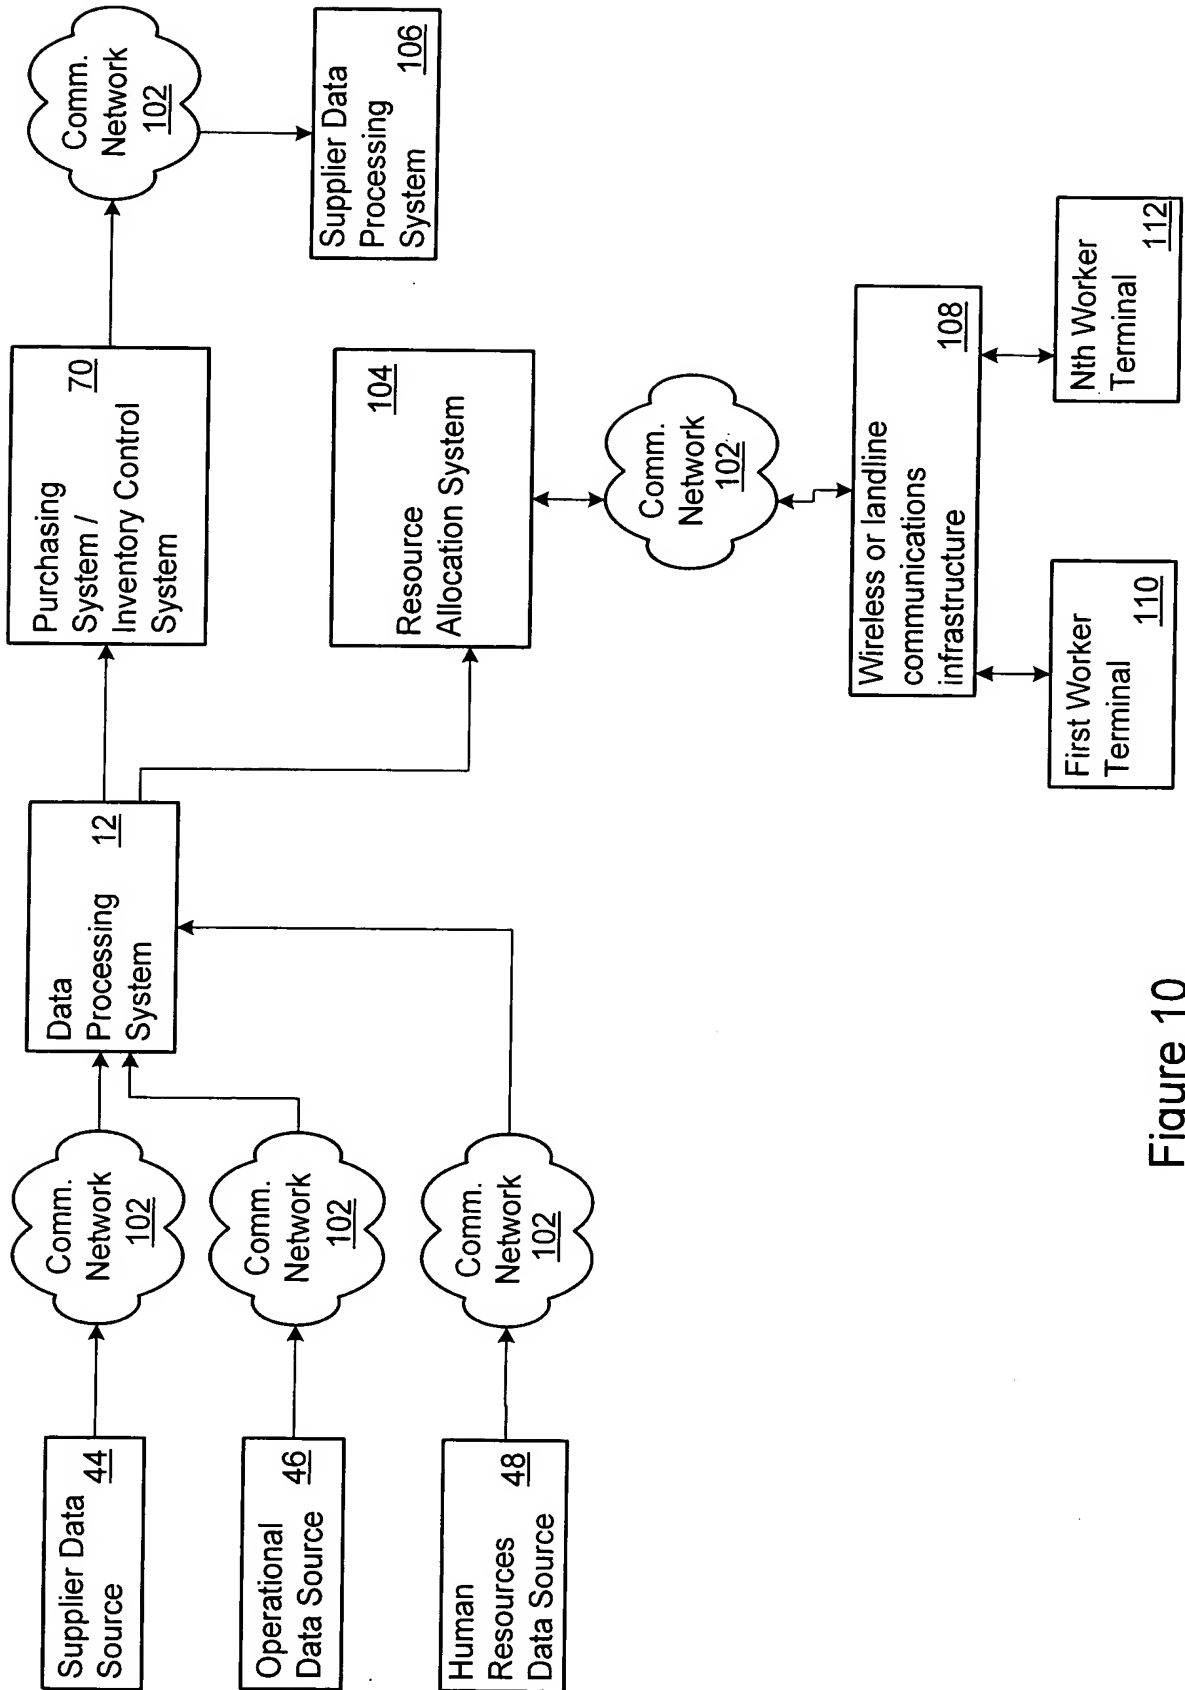 Supplier Data
Source
44
Operational
Data Source
46
Human
Resources
Data Source
48
Comm.
Network
102
Comm.
Network
102
Comm.
Network
102
Data
Processing
System
12
Purchasing
System /
Inventory Control
System
70
Resource
Allocation System
104
Comm.
Network
102
Supplier Data
Processing
System
106
Comm.
Network
102
Wireless or landline
communications
infrastructure
108
First Worker
Terminal
110
Nth Worker
Terminal
112
Figure 10